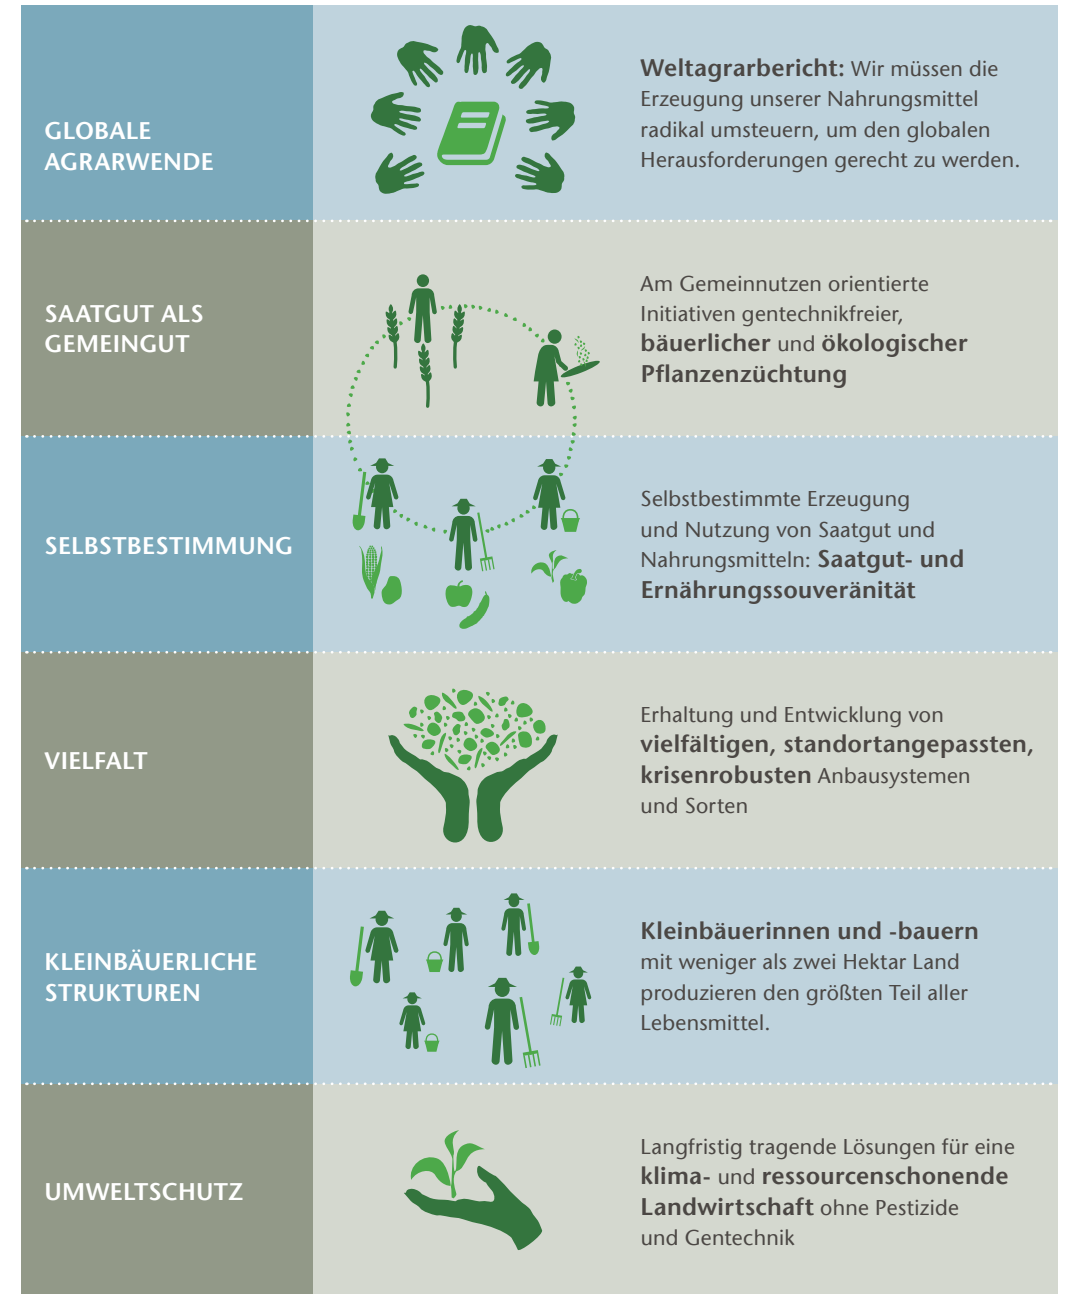 GLOBALE
AGRARWENDE
Weltagrarbericht: Wir müssen die
Erzeugung unserer Nahrungsmittel
radikal umsteuern, um den globalen
Herausforderungen gerecht zu werden.
SAATGUT ALS
GEMEINGUT
Am Gemeinnutzen orientierte
Initiativen gentechnikfreier,
bäuerlicher und ökologischer
Pflanzenzüchtung
SELBSTBESTIMMUNG
Selbstbestimmte Erzeugung
und Nutzung von Saatgut und
Nahrungsmitteln: Saatgut- und
Ernährungssouveränität
VIELFALT
Erhaltung und Entwicklung von
vielfältigen, standortangepassten,
krisenrobusten Anbausystemen
und Sorten
KLEINBÄUERLICHE
STRUKTUREN
Kleinbäuerinnen und -bauern
mit weniger als zwei Hektar Land
produzieren den größten Teil aller
Lebensmittel.
UMWELTSCHUTZ
Langfristig tragende Lösungen für eine
klima- und ressourcenschonende
Landwirtschaft ohne Pestizide
und Gentechnik